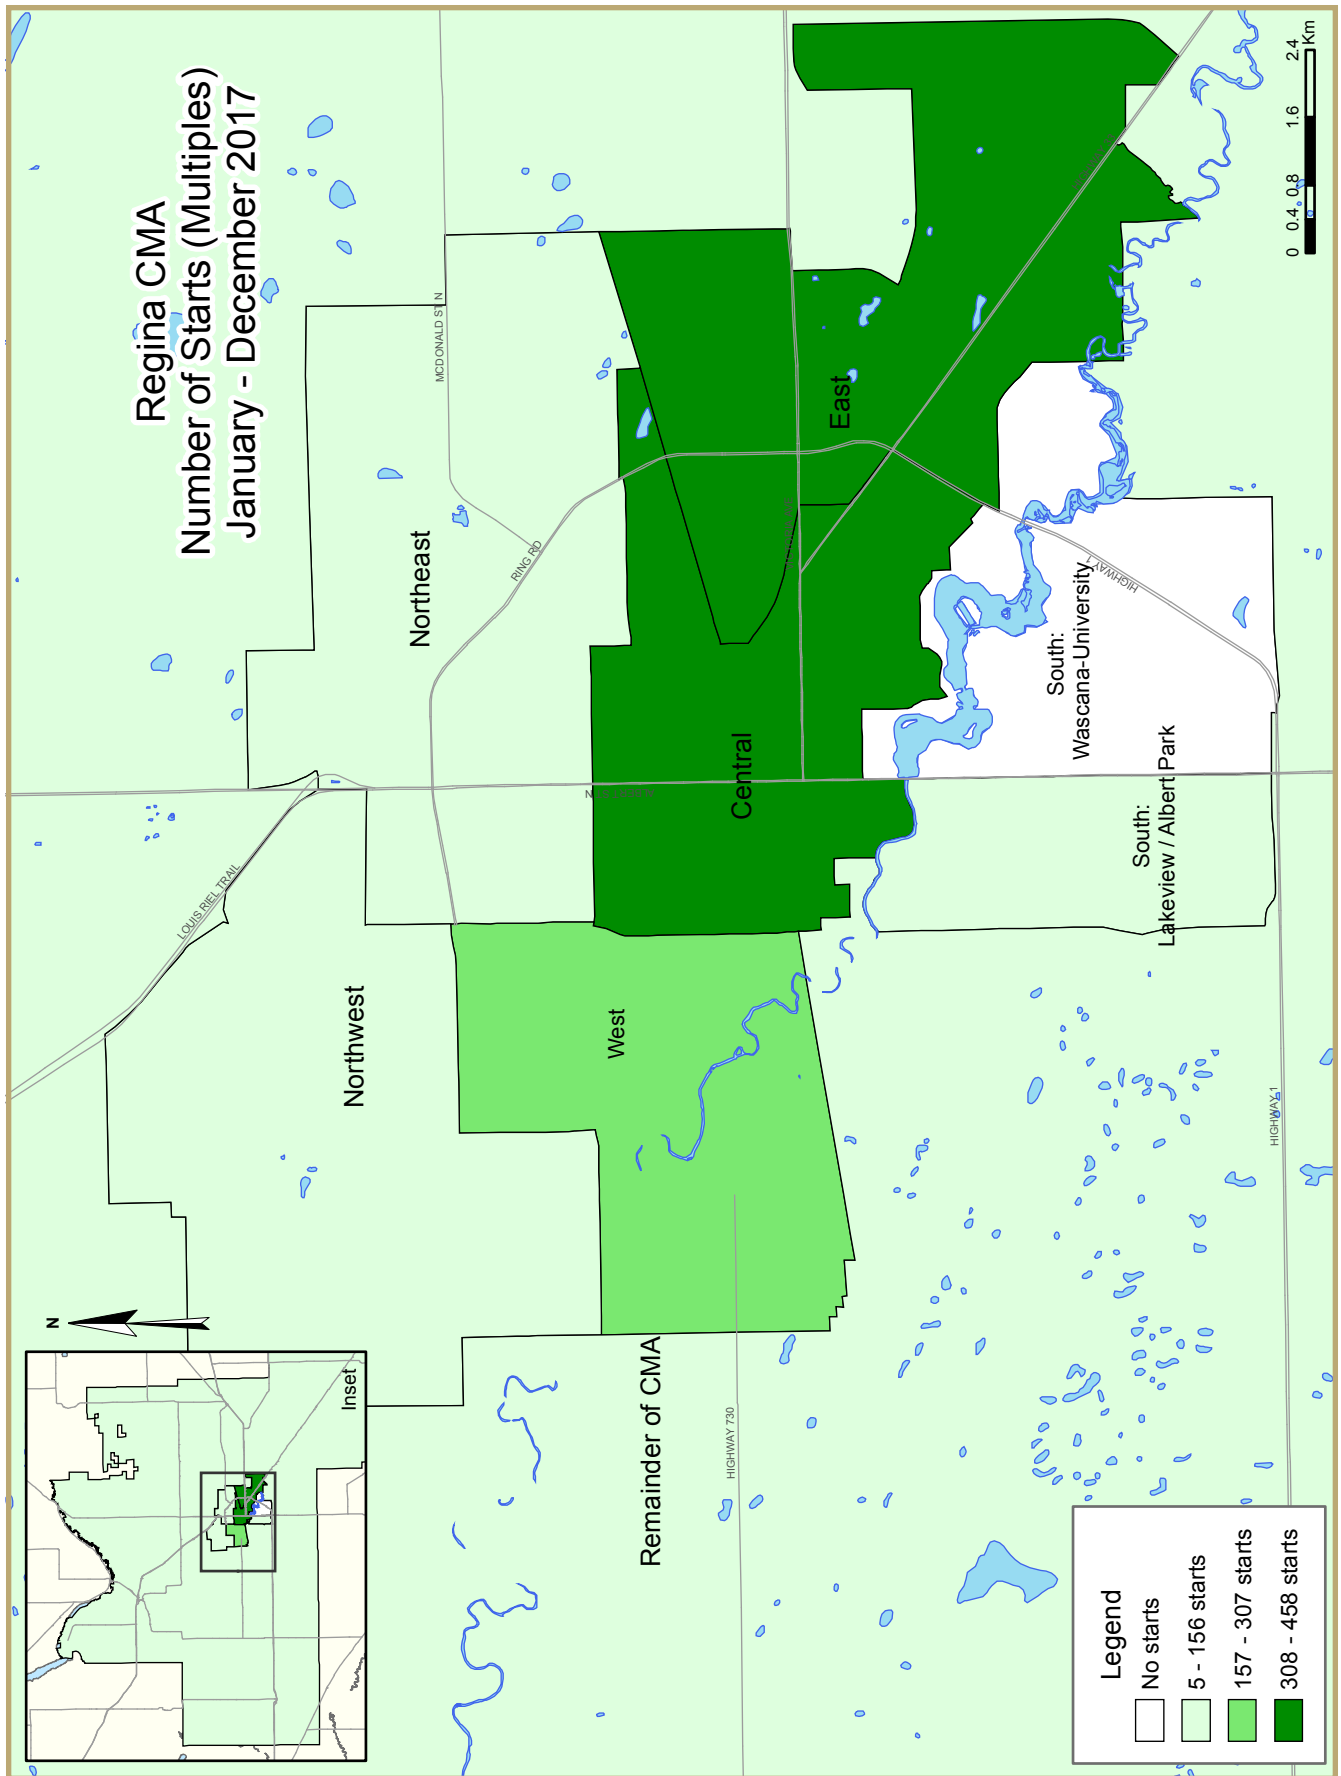 Regina CMA
Number of Starts (Multiples)
January - December 2017
N
Inset
LOUIS RIEL TRAIL
MCDONALD ST N
RING RD
Northwest
Northeast
West
Central
East
Remainder of CMA
HIGHWAY 730
South:
Wascana-University
South:
Lakeview / Albert Park
HIGHWAY 1
HIGHWAY 1
Legend
No starts
5 - 156 starts
157 - 307 starts
308 - 458 starts
0 0.4 0.8 1.6 2.4
Km